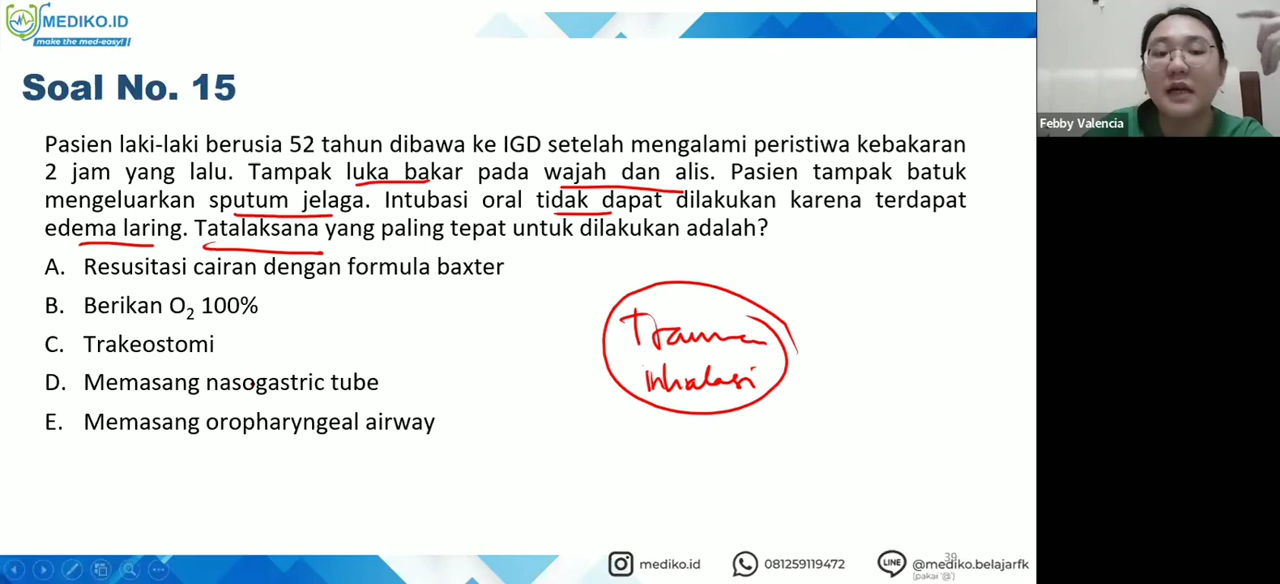 MEDIKO.ID
make the med-easy!
Soal No. 15
Pasien laki-laki berusia 52 tahun dibawa ke IGD setelah mengalami peristiwa kebakaran
2 jam yang lalu. Tampak luka bakar pada wajah dan alis. Pasien tampak batuk
mengeluarkan sputum jelaga. Intubasi oral tidak dapat dilakukan karena terdapat
edema laring. Tatalaksana yang paling tepat untuk dilakukan adalah?
A. Resusitasi cairan dengan formula baxter
B. Berikan O2 100%
C. Trakeostomi
D. Memasang nasogastric tube
E. Memasang oropharyngeal airway
Trauma
inhalasi
Febby Valencia
mediko.id
081259119472
LINE
@mediko.belajarfk
(pakai '@')
39